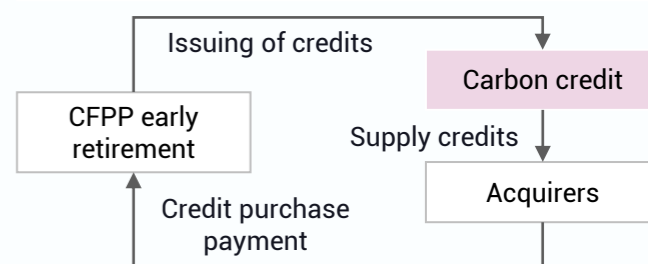 Issuing of credits
Carbon credit
CFPP early
retirement
Supply credits
Acquirers
Credit purchase
payment